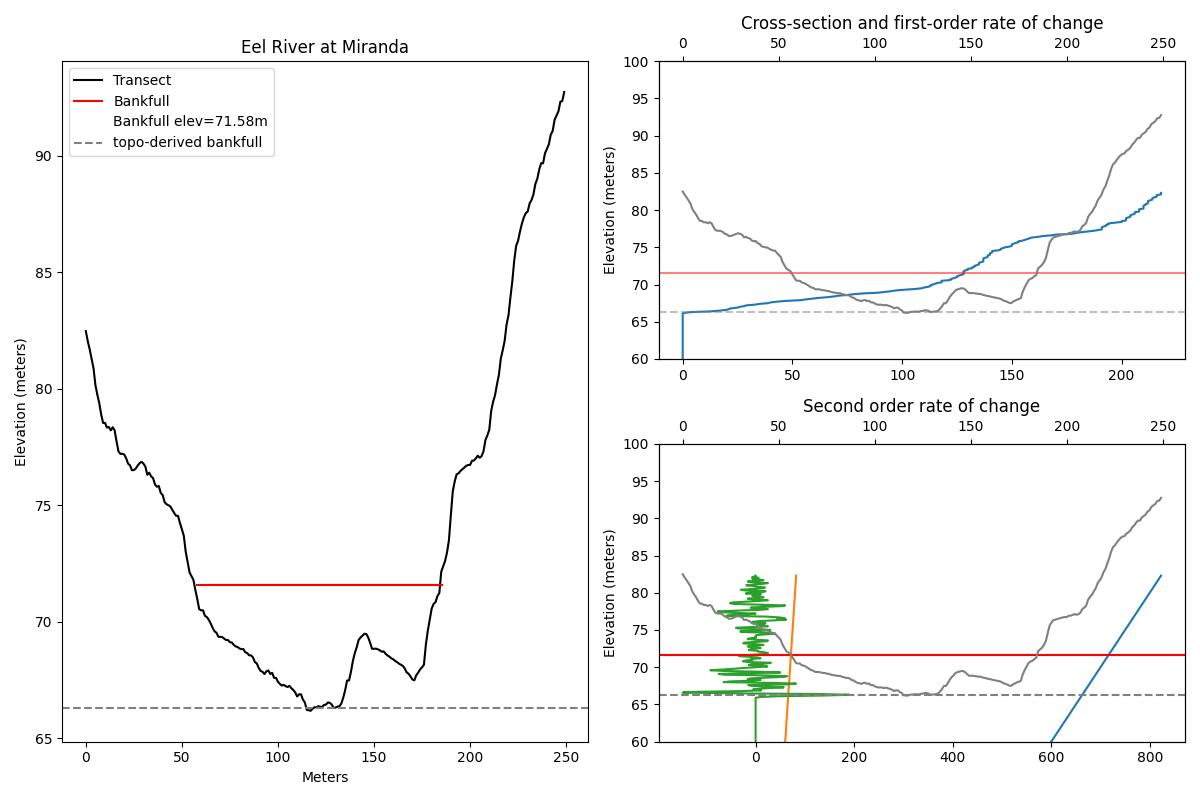 Eel River at Miranda
Transect
Bankfull
Bankfull elev=71.58m
topo-derived bankfull
Elevation (meters)
90
85
80
75
70
65
0 50 100 150 200 250
Meters
Cross-section and first-order rate of change
0 50 100 150 200 250
Elevation (meters)
100
95
90
85
80
75
70
65
60
0 50 100 150 200
Second order rate of change
0 50 100 150 200 250
Elevation (meters)
100
95
90
85
80
75
70
65
60
0 200 400 600 800